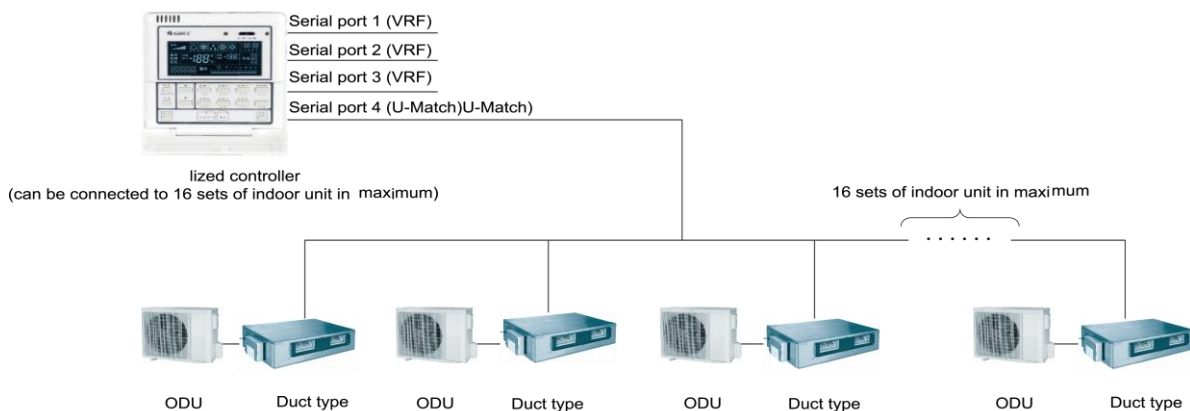 GREE
Serial port 1 (VRF)
Serial port 2 (VRF)
Serial port 3 (VRF)
Serial port 4 (U-Match)U-Match)
lized controller
(can be connected to 16 sets of indoor unit in maximum)
16 sets of indoor unit in maximum
ODU Duct type ODU Duct type ODU Duct type ODU Duct type